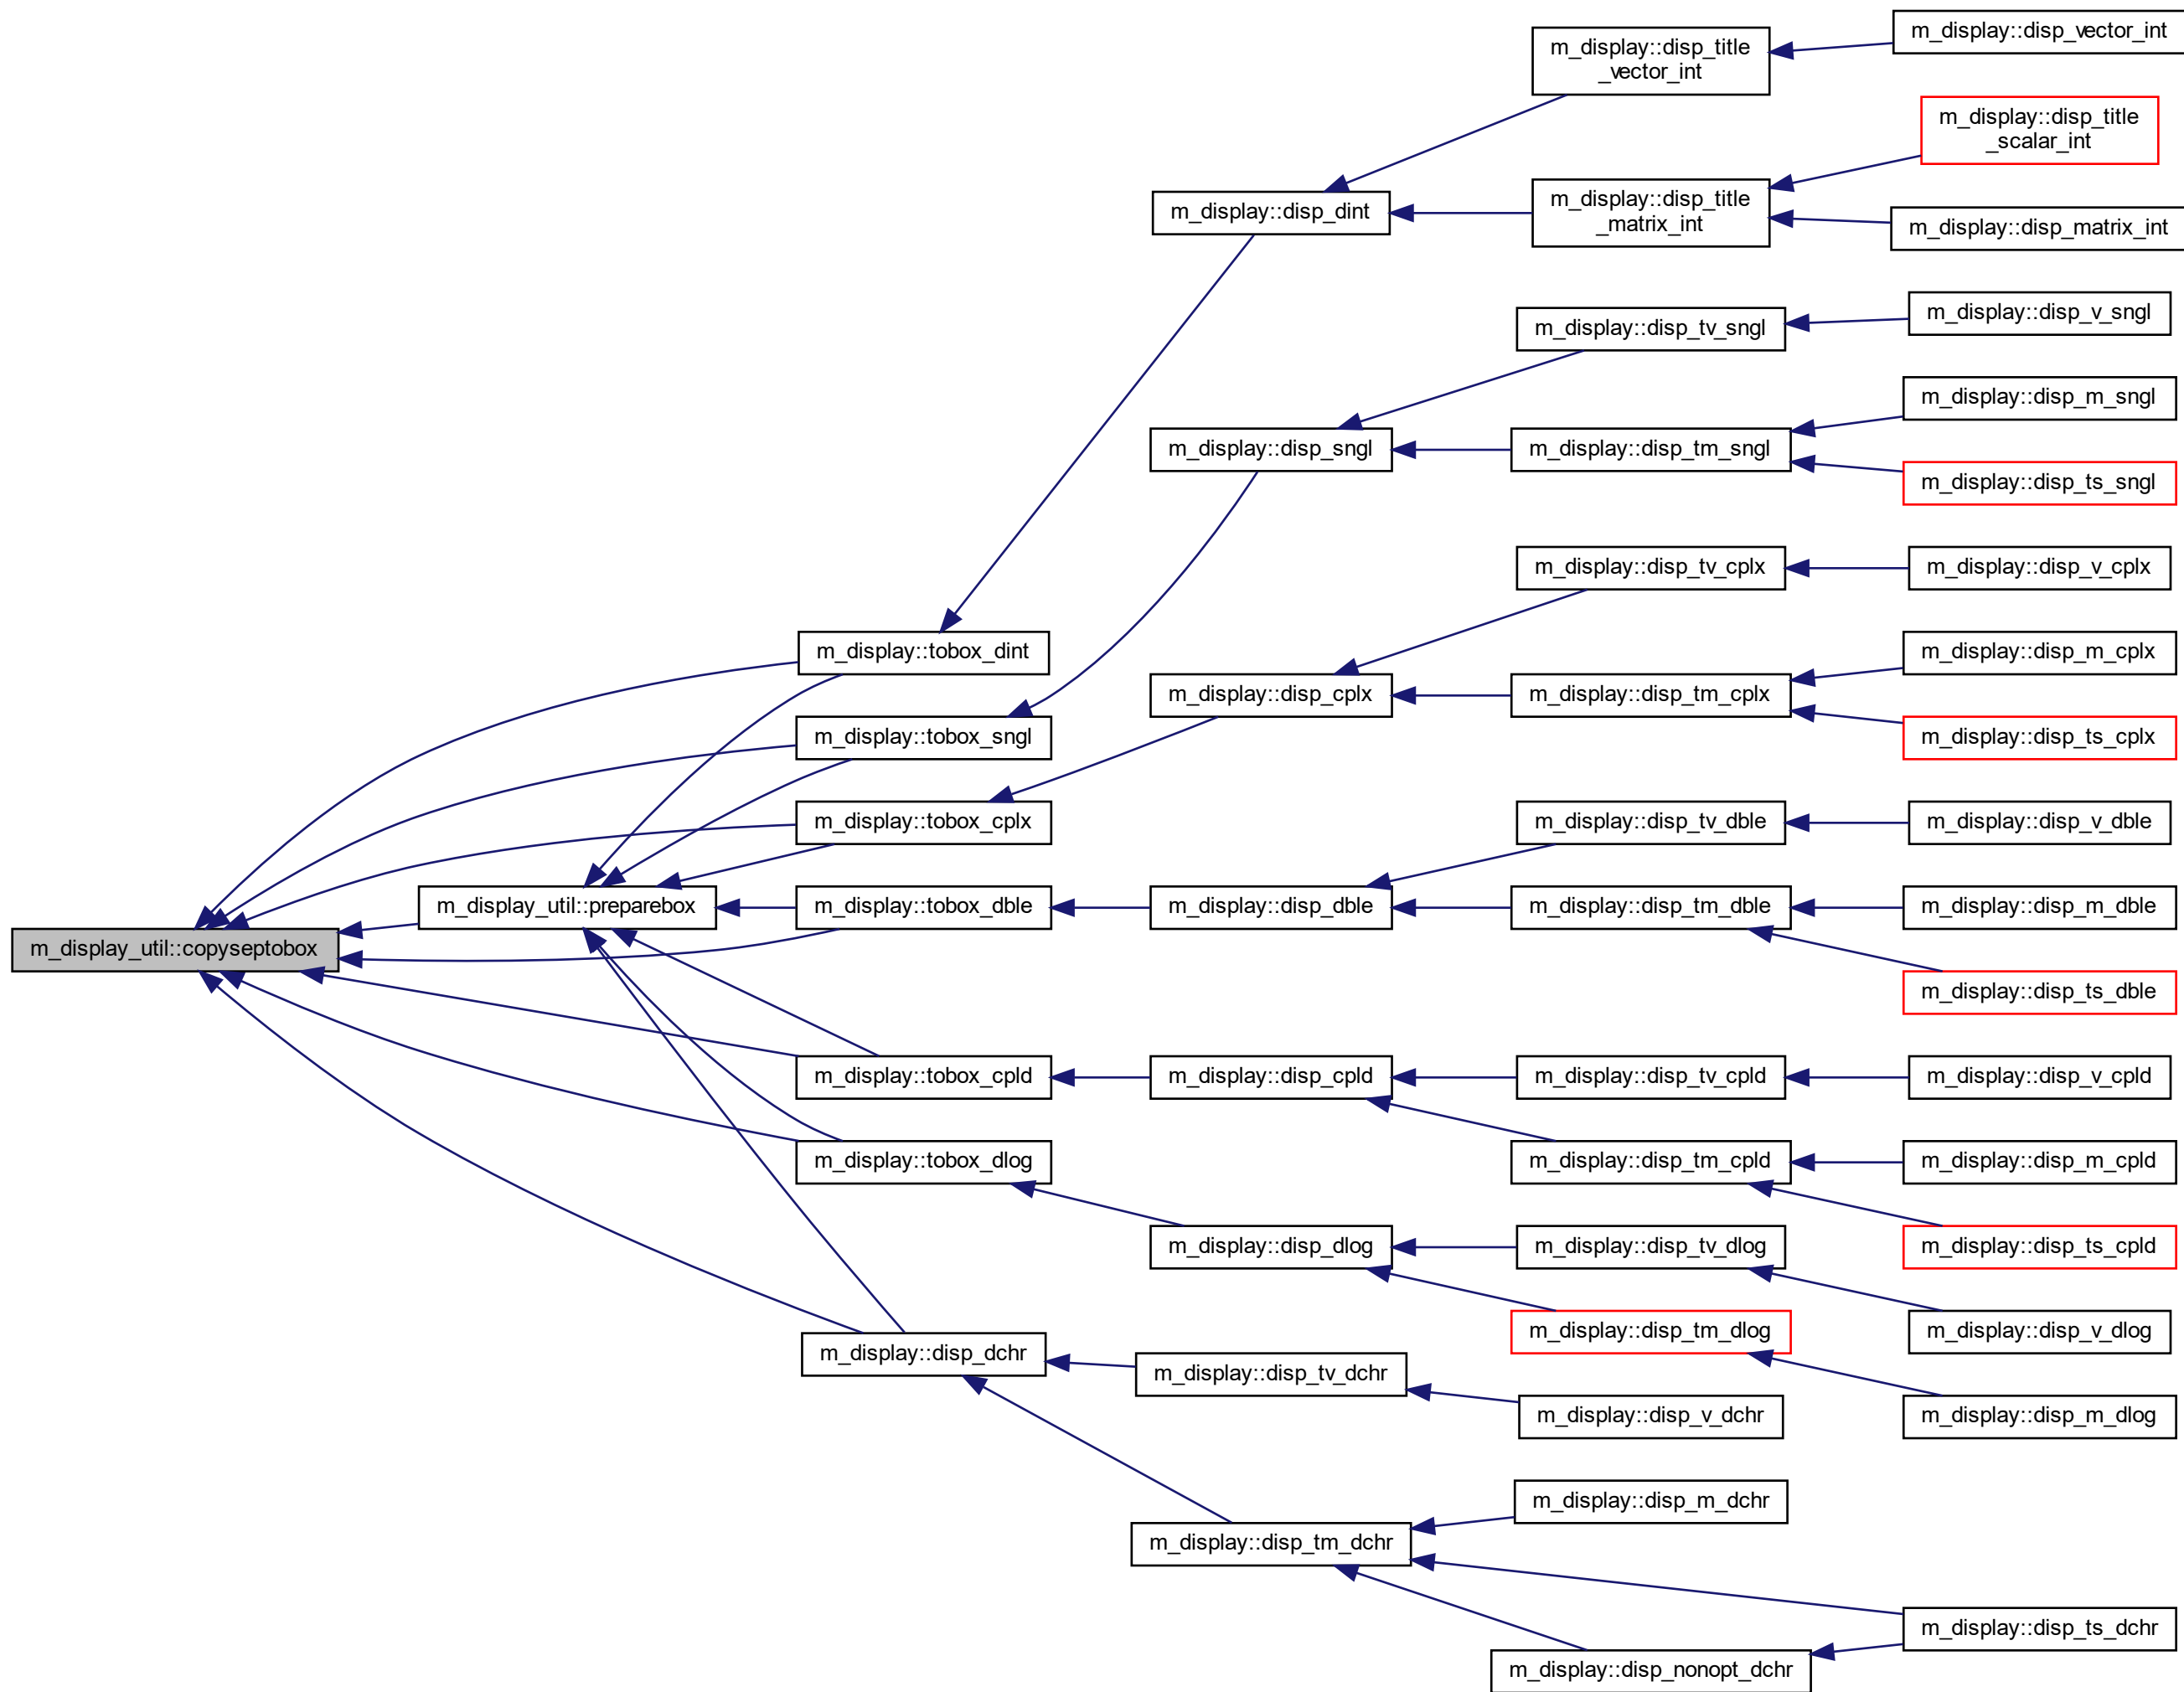 m_display::disp_vector_int
m_display::disp_title
_vector_int
m_display::disp_title
_scalar_int
m_display::disp_dint
m_display::disp_title
_matrix_int
m_display::disp_matrix_int
m_display::disp_tv_sngl
m_display::disp_v_sngl
m_display::disp_m_sngl
m_display::disp_sngl
m_display::disp_tm_sngl
m_display::disp_ts_sngl
m_display::disp_tv_cplx
m_display::disp_v_cplx
m_display::tobox_dint
m_display::disp_m_cplx
m_display::disp_cplx
m_display::disp_tm_cplx
m_display::tobox_sngl
m_display::disp_ts_cplx
m_display::tobox_cplx
m_display::disp_tv_dble
m_display::disp_v_dble
m_display_util::preparebox
m_display::tobox_dble
m_display::disp_dble
m_display::disp_tm_dble
m_display::disp_m_dble
m_display_util::copyseptobox
m_display::disp_ts_dble
m_display::tobox_cpld
m_display::disp_cpld
m_display::disp_tv_cpld
m_display::disp_v_cpld
m_display::tobox_dlog
m_display::disp_tm_cpld
m_display::disp_m_cpld
m_display::disp_dlog
m_display::disp_tv_dlog
m_display::disp_ts_cpld
m_display::disp_tm_dlog
m_display::disp_v_dlog
m_display::disp_dchr
m_display::disp_tv_dchr
m_display::disp_v_dchr
m_display::disp_m_dlog
m_display::disp_m_dchr
m_display::disp_tm_dchr
m_display::disp_ts_dchr
m_display::disp_nonopt_dchr